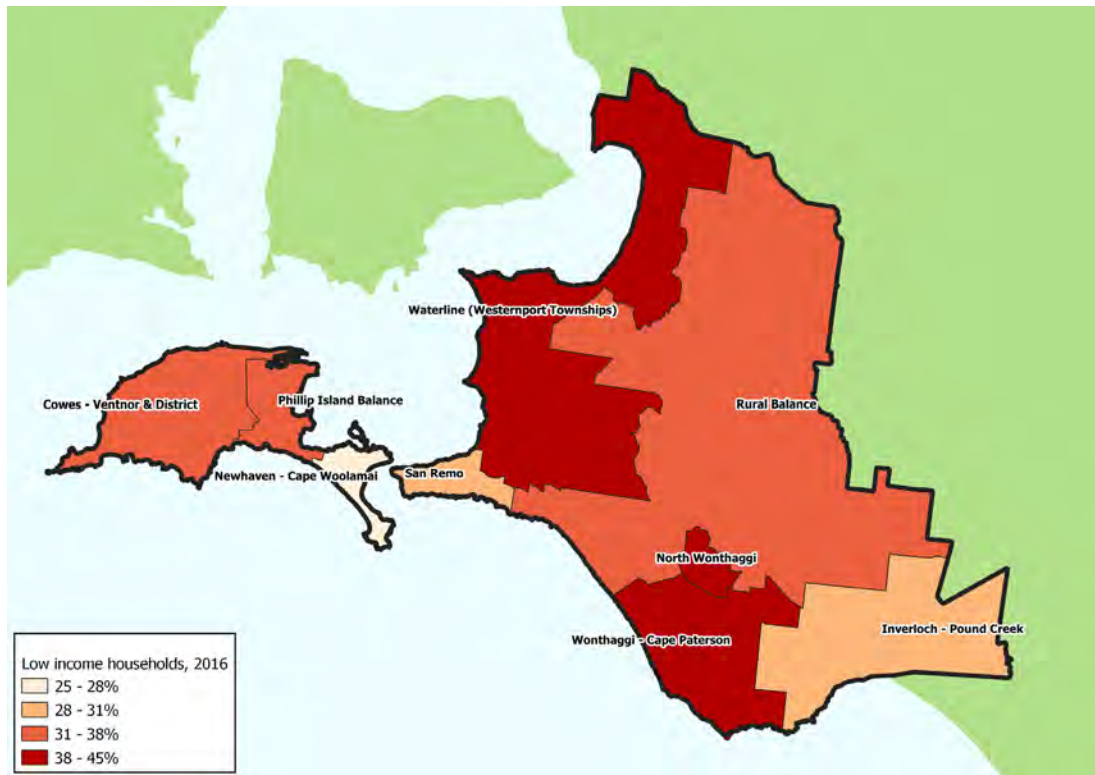 Waterline (Westernport Townships)
Cowes - Ventnor & District
Phillip Island Balance
Rural Balance
Newhaven - Cape Woolamai
San Remo
North Wonthaggi
Wonthaggi - Cape Paterson
Inverloch - Pound Creek
Low income households, 2016
25 - 28%
28 - 31%
31 - 38%
38 - 45%